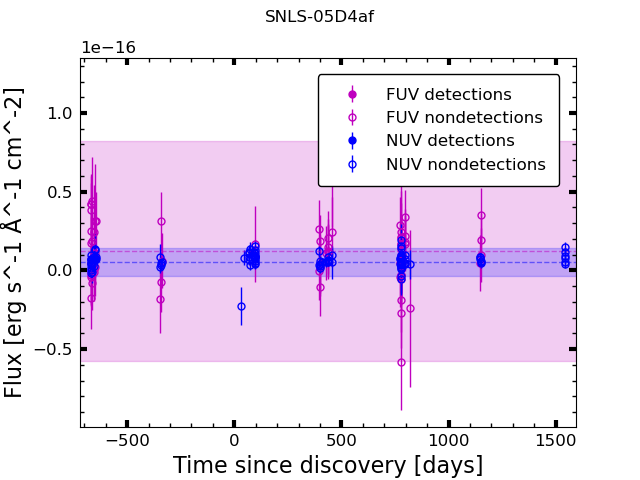 SNLS-05D4af
1e−16
FUV detections
FUV nondetections
NUV detections
NUV nondetections
1.0
0.5
0.0
−0.5
Flux [erg s^-1 Å^-1 cm^-2]
−500
0
500
1000
1500
Time since discovery [days]